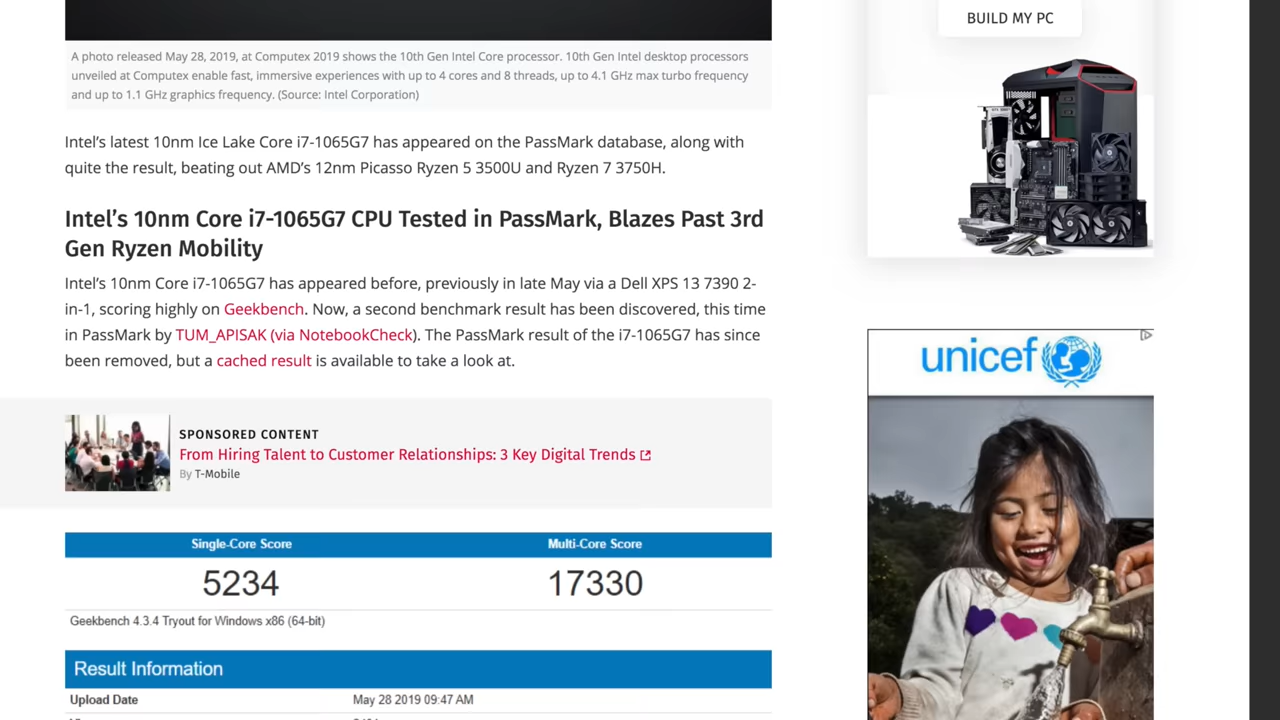 BUILD MY PC
A photo released May 28, 2019, at Computex 2019 shows the 10th Gen Intel Core processor. 10th Gen Intel desktop processors
unveiled at Computex enable fast, immersive experiences with up to 4 cores and 8 threads, up to 4.1 GHz max turbo frequency
and up to 1.1 GHz graphics frequency. (Source: Intel Corporation)
Intel’s latest 10nm Ice Lake Core i7-1065G7 has appeared on the PassMark database, along with
quite the result, beating out AMD’s 12nm Picasso Ryzen 5 3500U and Ryzen 7 3750H.
Intel’s 10nm Core i7-1065G7 CPU Tested in PassMark, Blazes Past 3rd
Gen Ryzen Mobility
Intel’s 10nm Core i7-1065G7 has appeared before, previously in late May via a Dell XPS 13 7390 2-
in-1, scoring highly on Geekbench. Now, a second benchmark result has been discovered, this time
in PassMark by TUM_APISAK (via NotebookCheck). The PassMark result of the i7-1065G7 has since
been removed, but a cached result is available to take a look at.
unicef
SPONSORED CONTENT
From Hiring Talent to Customer Relationships: 3 Key Digital Trends
By T-Mobile
Single-Core Score Multi-Core Score
5234 17330
Geekbench 4.3.4 Tryout for Windows x86 (64-bit)
Result Information
Upload Date May 28 2019 09:47 AM